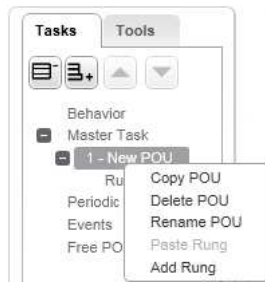 Tasks Tools
Behavior
Master Task
1 - New POU
Ru
Copy POU
Delete POU
Rename POU
Paste Rung
Add Rung
Periodic
Events
Free PO